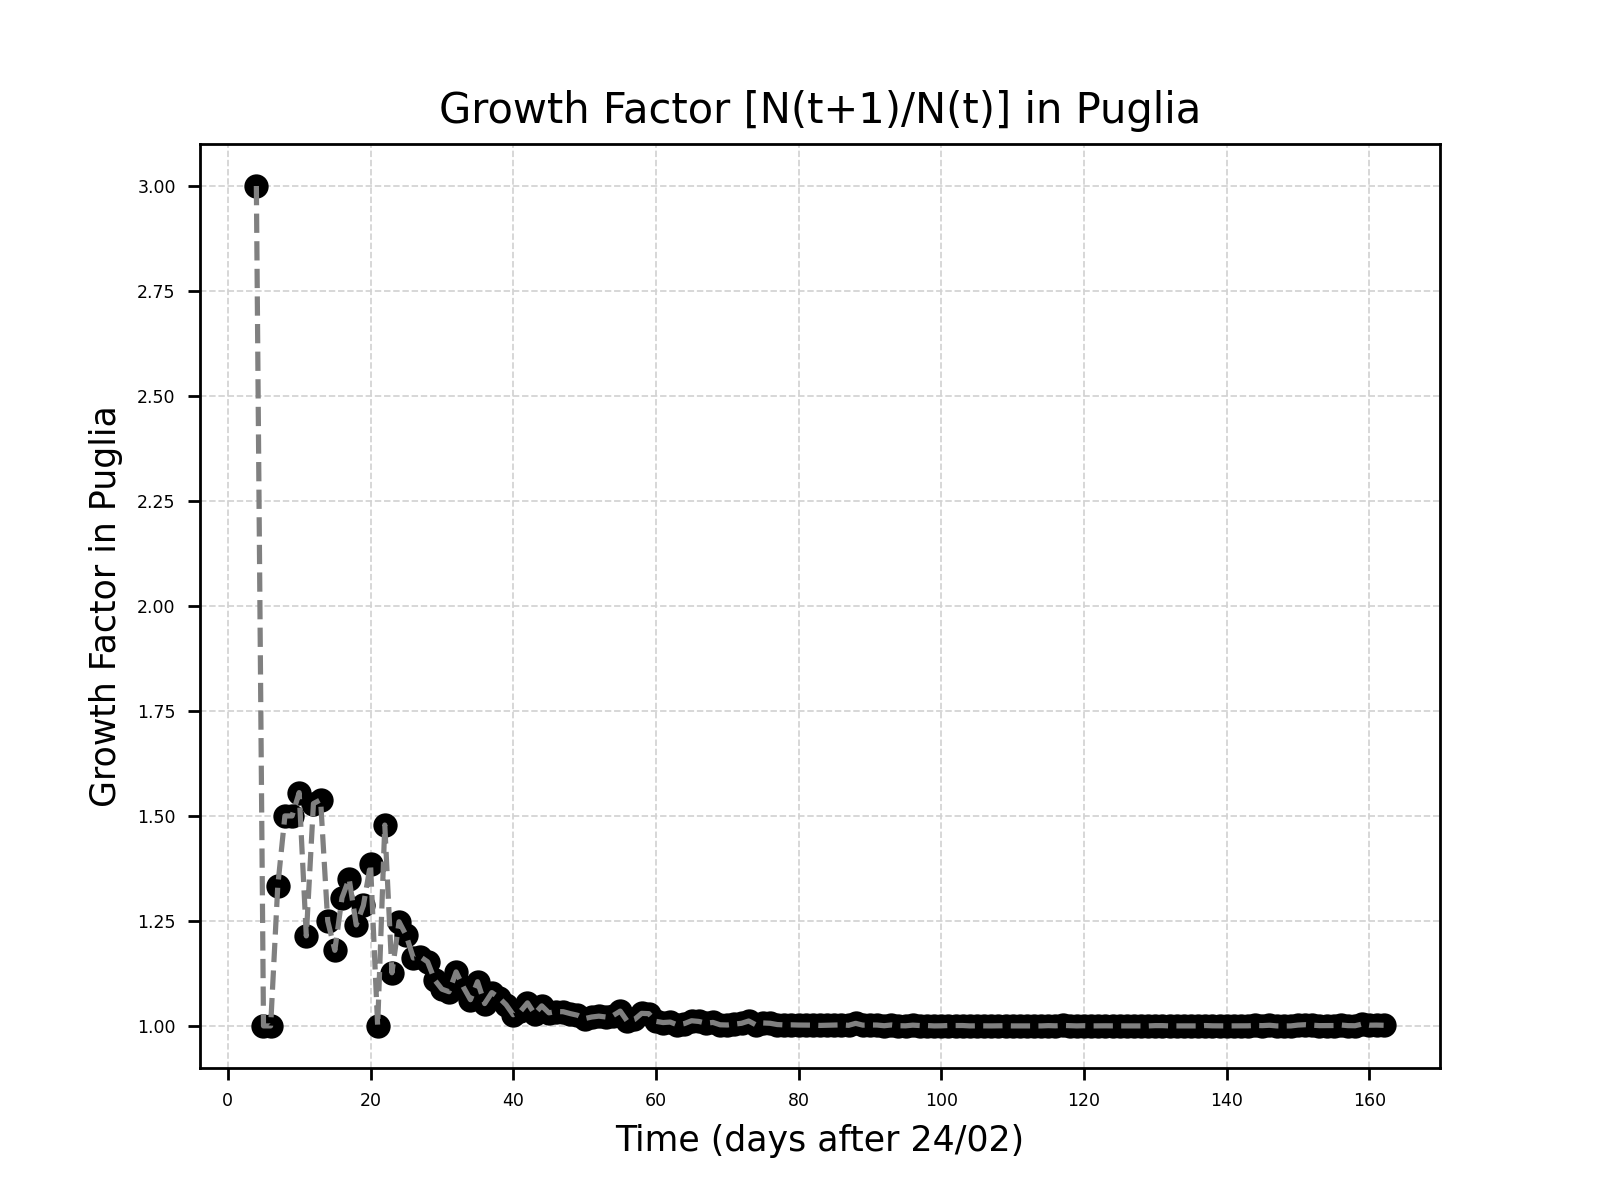 Growth Factor [N(t+1)/N(t)] in Puglia
Growth Factor in Puglia
3.00
2.75
2.50
2.25
2.00
1.75
1.50
1.25
1.00
0 20 40 60 80 100 120 140 160
Time (days after 24/02)